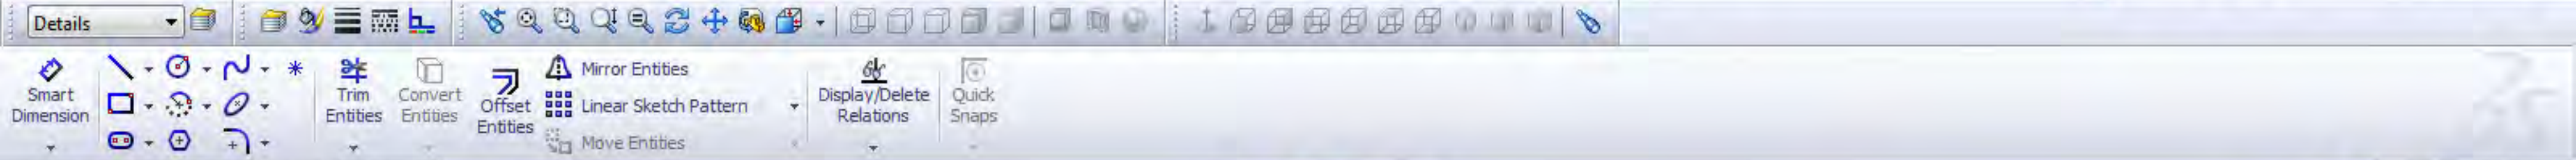 Details
Smart
Dimension
Trim
Entities
Convert
Entities
Offset
Entities
Mirror Entities
Linear Sketch Pattern
Move Entities
Display/Delete
Relations
Quick
Snaps